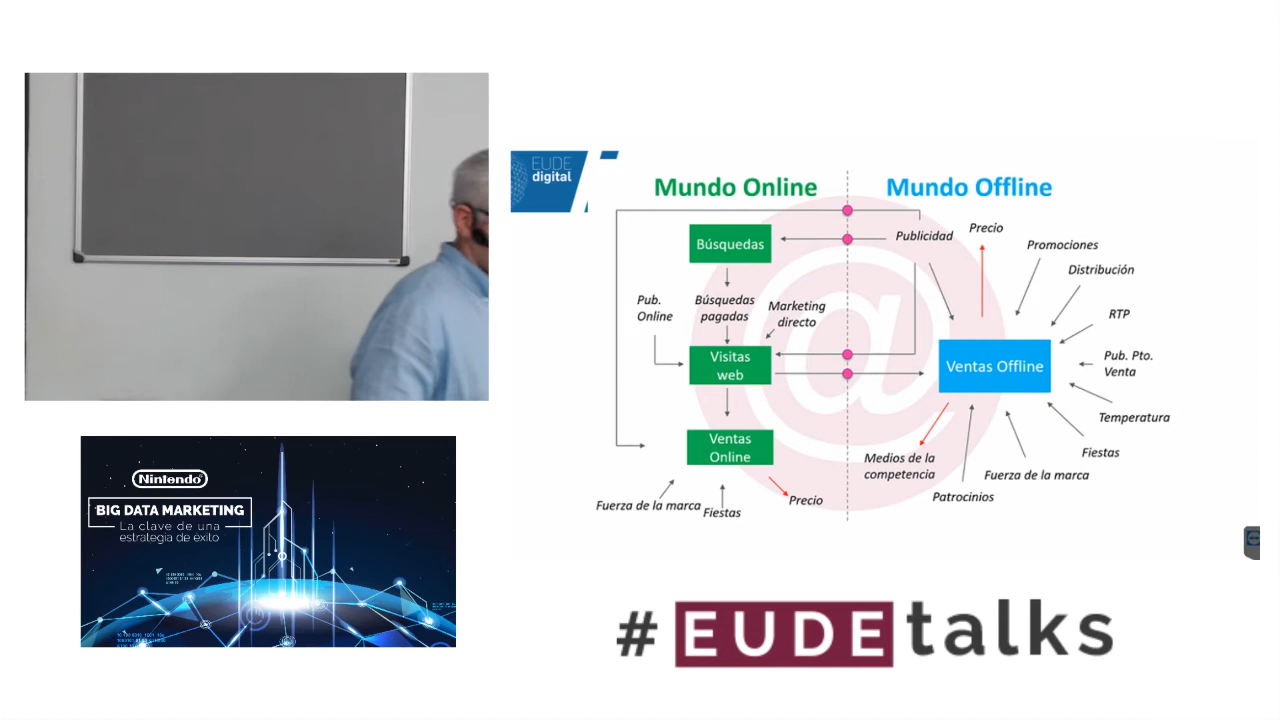 EUDE
digital
Mundo Online
Mundo Offline
Búsquedas
Publicidad
Precio
Promociones
Distribución
Pub.
Online
Búsquedas
pagadas
Marketing
directo
RTP
Visitas
web
Ventas Offline
Pub. Pto.
Venta
Temperatura
Ventas
Online
Medios de la
competencia
Fiestas
Fuerza de la marca
Patrocinios
Precio
Fuerza de la marca
Fiestas
Nintendo
BIG DATA MARKETING
La clave de una
estrategia de éxito
# EUDE talks